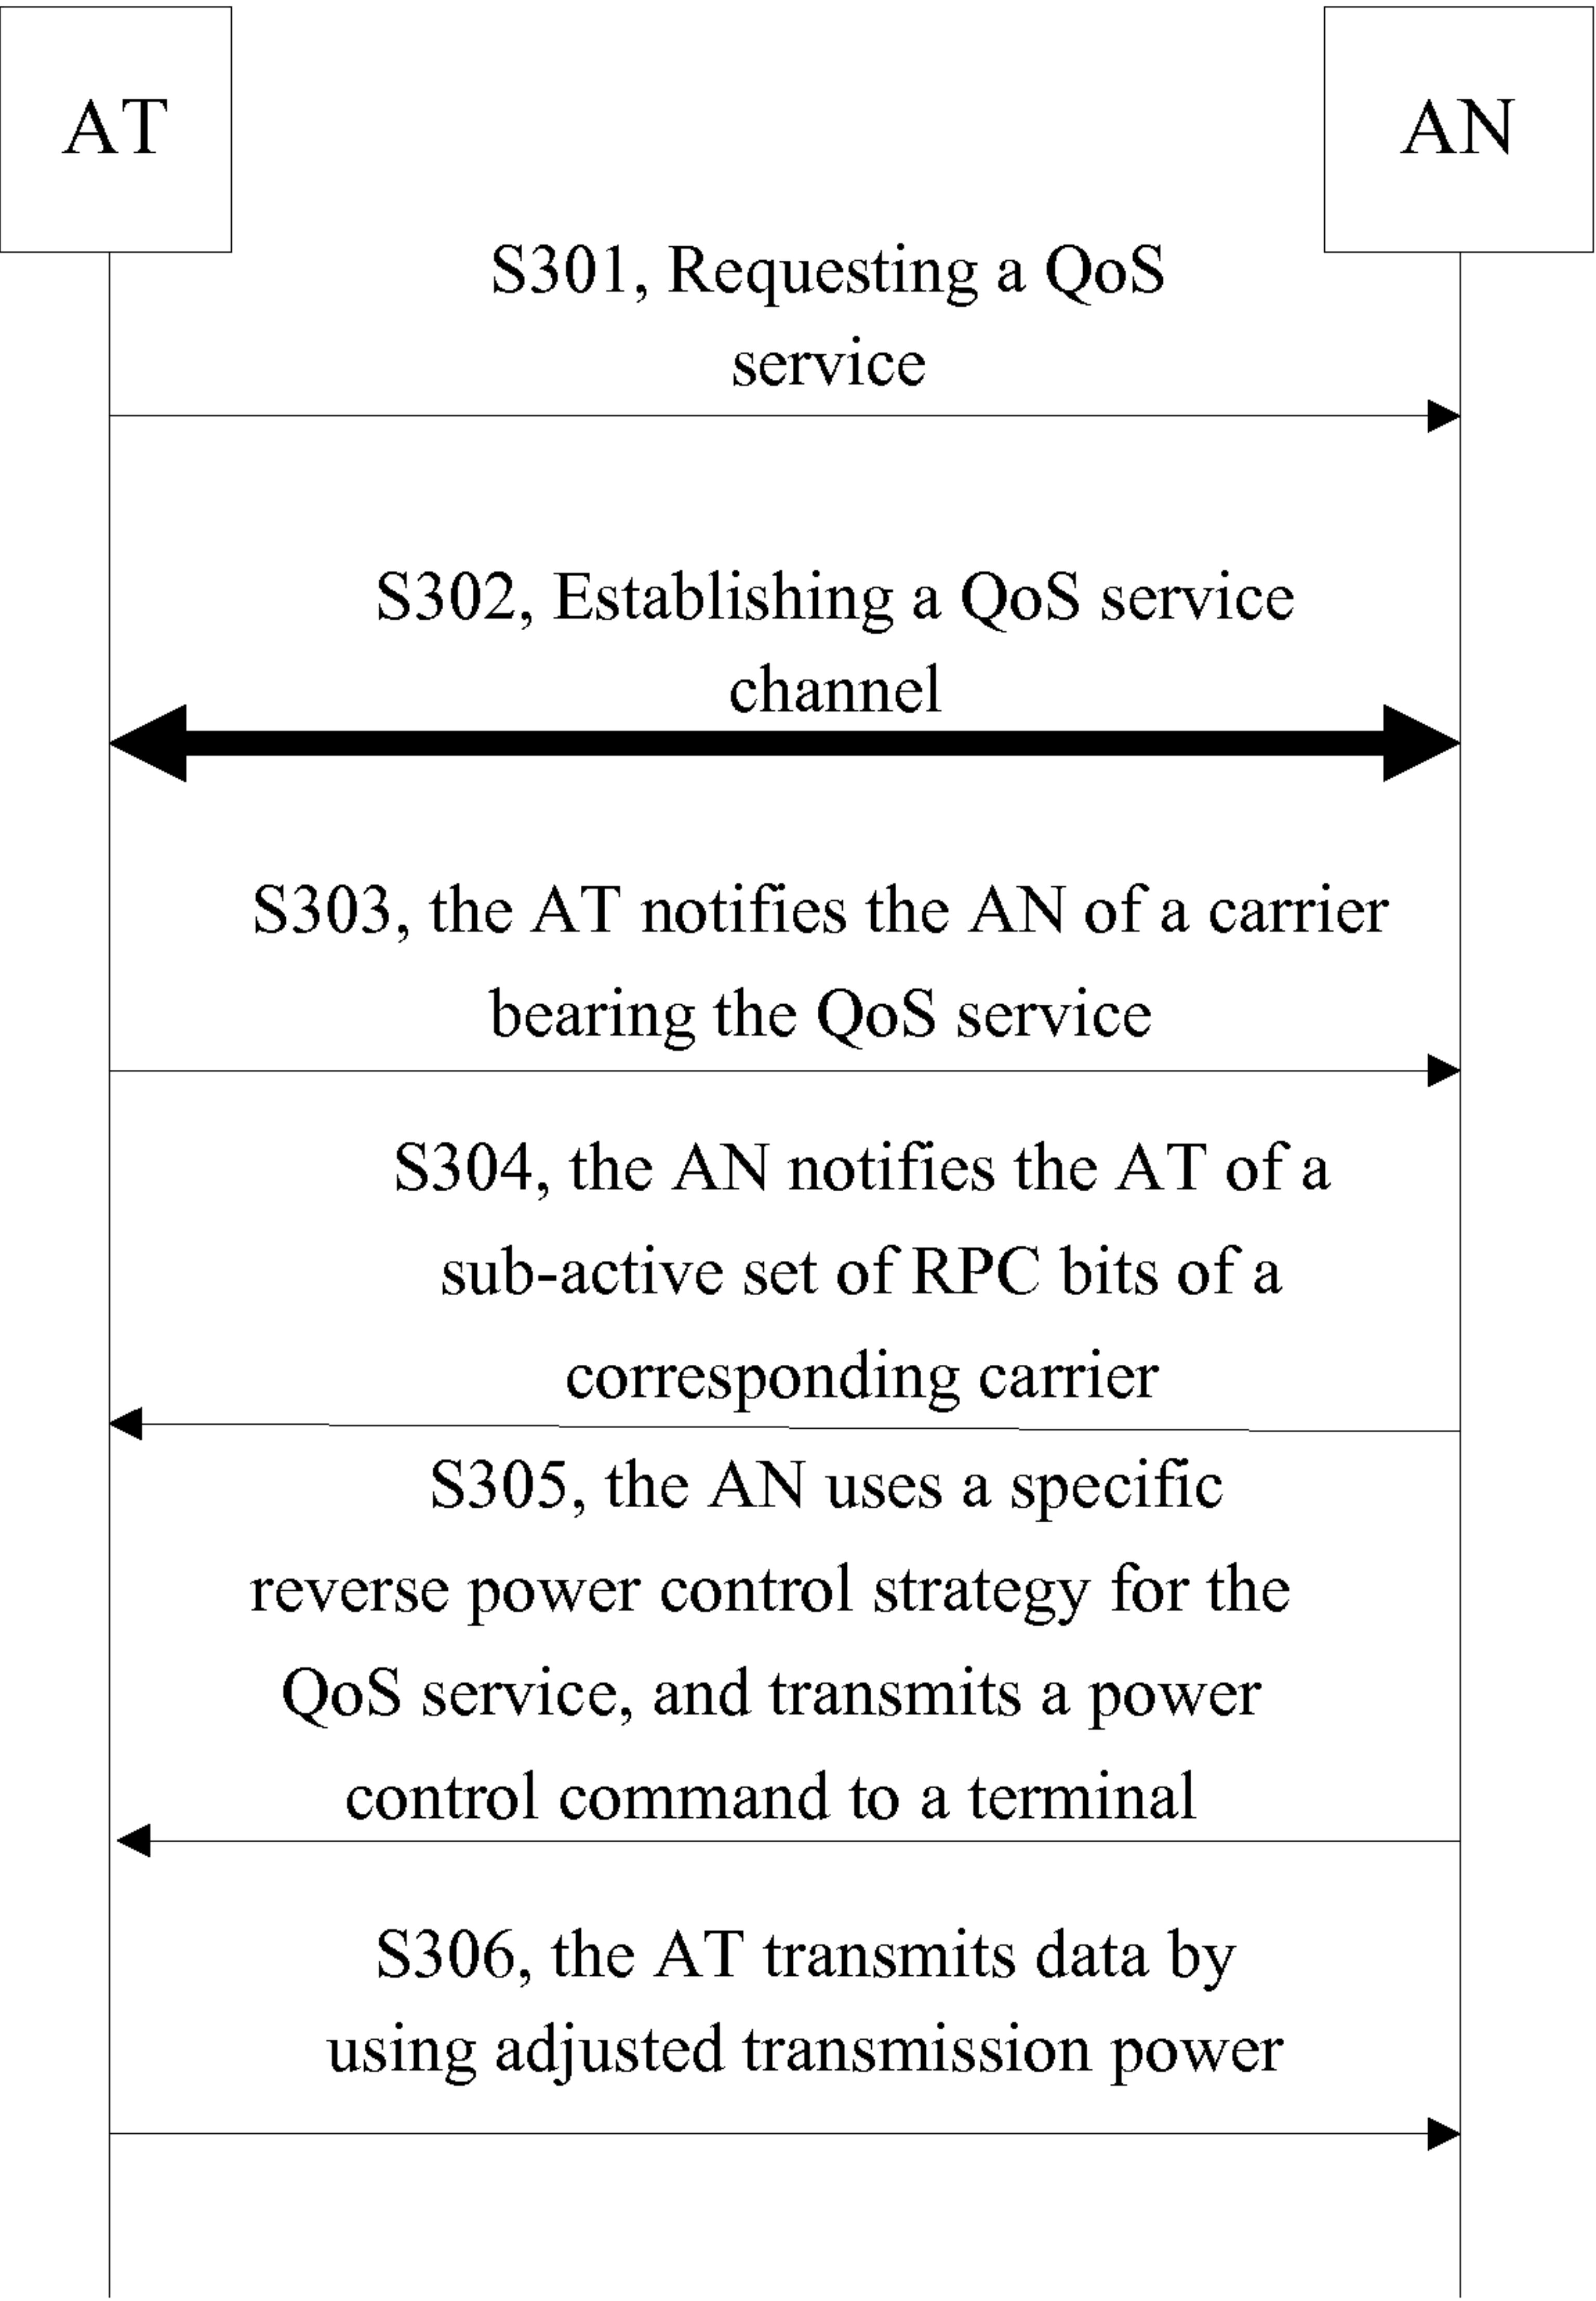 AT
AN
S301, Requesting a QoS
service
S302, Establishing a QoS service
channel
S303, the AT notifies the AN of a carrier
bearing the QoS service
S304, the AN notifies the AT of a
sub-active set of RPC bits of a
corresponding carrier
S305, the AN uses a specific
reverse power control strategy for the
QoS service, and transmits a power
control command to a terminal
S306, the AT transmits data by
using adjusted transmission power